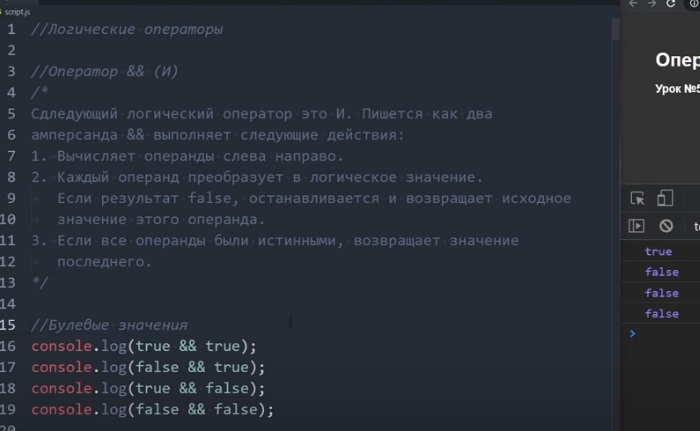 script.js
1 //Логические операторы
2
3 //Оператор && (И)
4 /*
5 Сдледующий логический оператор это И. Пишется как два
6 амперсанда && выполняет следующие действия:
7 1. Вычисляет операнды слева направо.
8 2. Каждый операнд преобразует в логическое значение.
9 Если результат false, останавливается и возвращает исходное
10 значение этого операнда.
11 3. Если все операнды были истинными, возвращает значение
12 последнего.
13 */
14
15 //Булевые значения
16 console.log(true && true);
17 console.log(false && true);
18 console.log(true && false);
19 console.log(false && false);
Опер
Урок №5
true
false
false
false